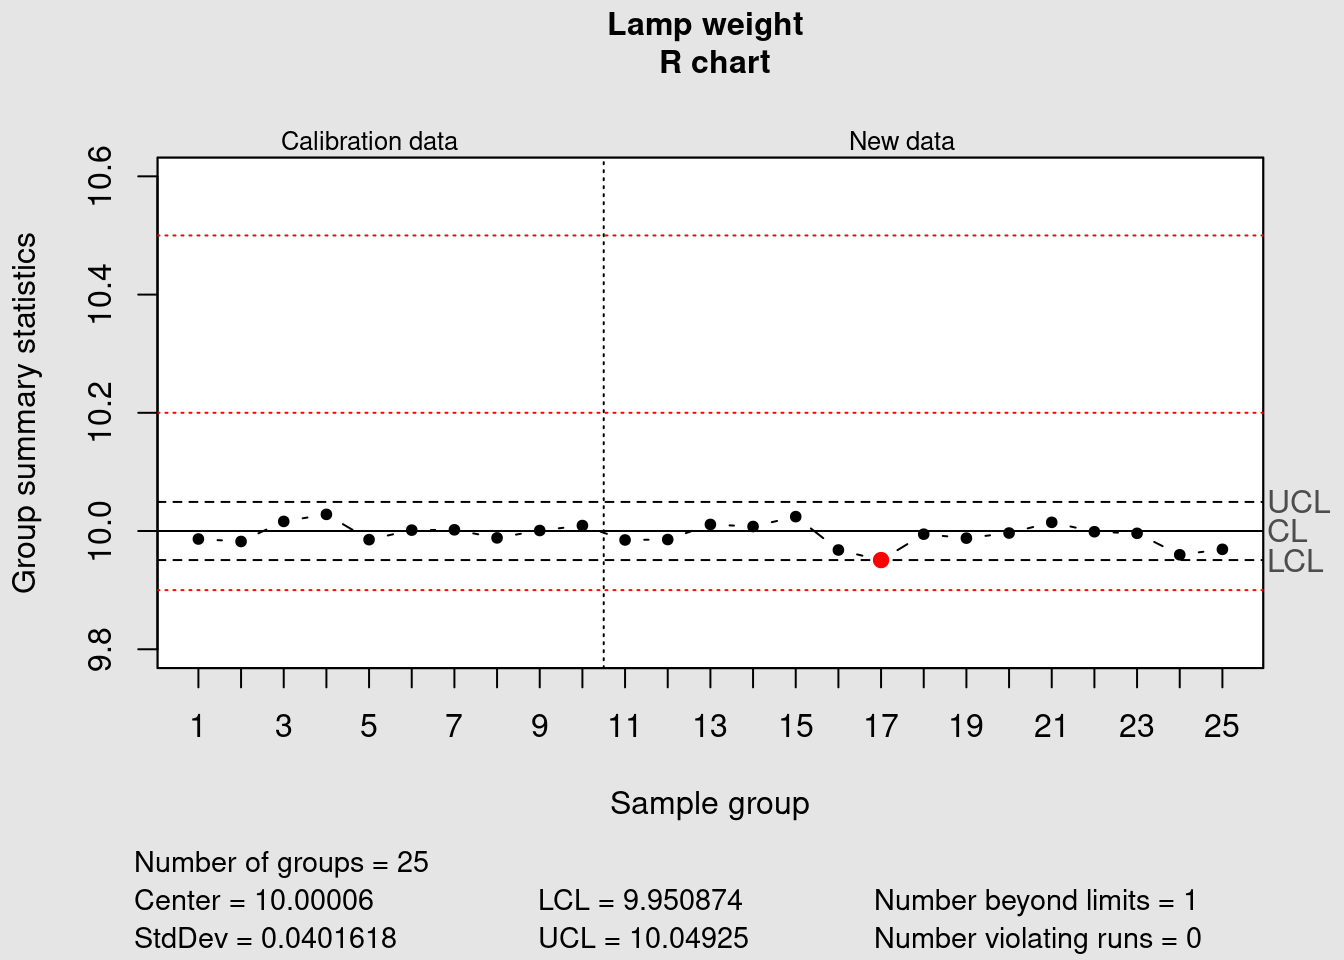 Lamp weight
R chart
Calibration data
New data
Group summary statistics
10.6
10.4
10.2
10.0
9.8
UCL
CL
LCL
1 3 5 7 9 11 13 15 17 19 21 23 25
Sample group
Number of groups = 25
Center = 10.00006 LCL = 9.950874 Number beyond limits = 1
StdDev = 0.0401618 UCL = 10.04925 Number violating runs = 0